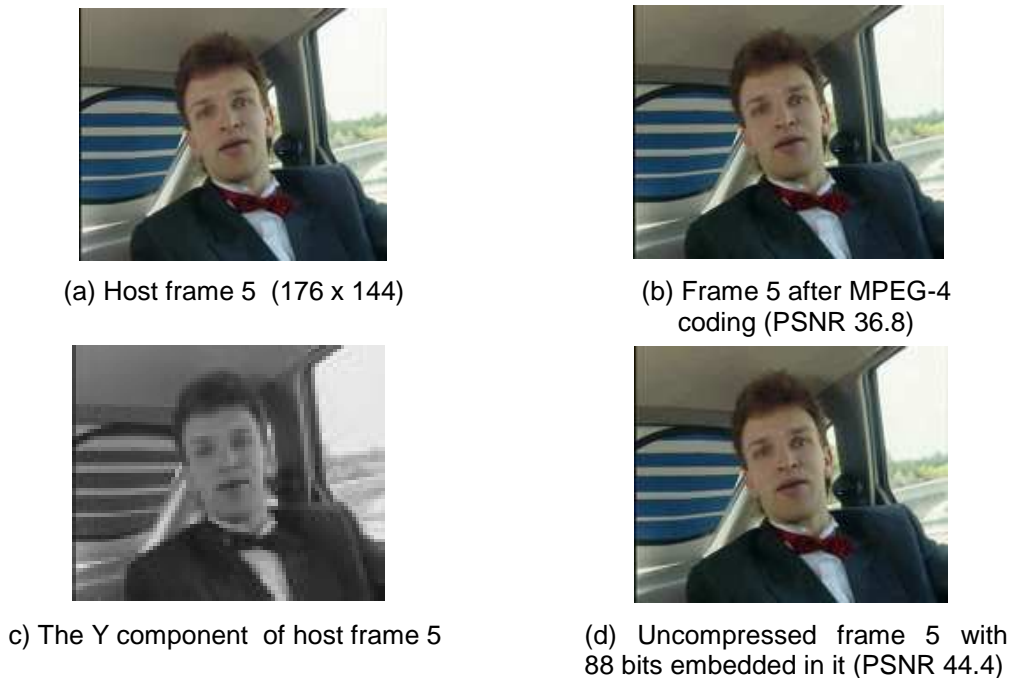 (a) Host frame 5 (176 x 144)
(b) Frame 5 after MPEG-4
coding (PSNR 36.8)
c) The Y component of host frame 5
(d) Uncompressed frame 5 with
88 bits embedded in it (PSNR 44.4)